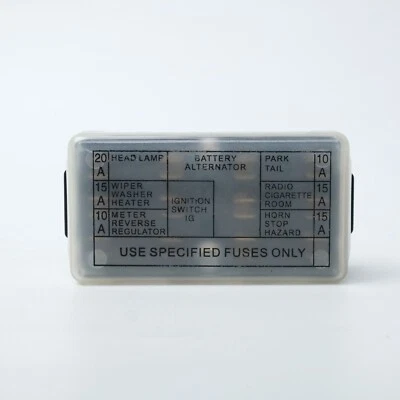 20 A HEAD LAMP BATTERY ALTERNATOR PARK TAIL 10 A
15 A WIPER WASHER HEATER IGNITION SWITCH IG RADIO CIGARETTE ROOM 15 A
10 A METER REVERSE REGULATOR HORN STOP HAZARD 15 A
USE SPECIFIED FUSES ONLY